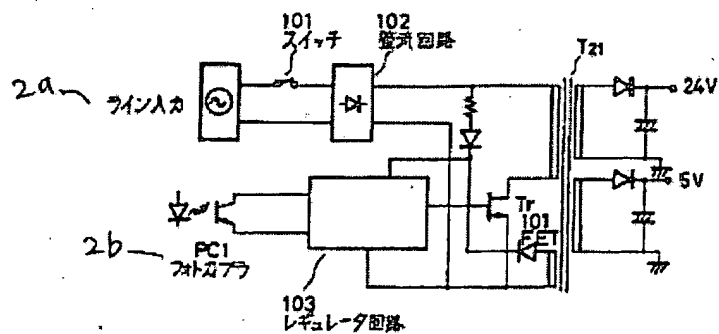 101
スイッチ
102
整流回路
T21
2a
ライン入力
24V
5V
Tr
101
FET
2b
PC1
フォトカプラ
103
レギュレータ回路